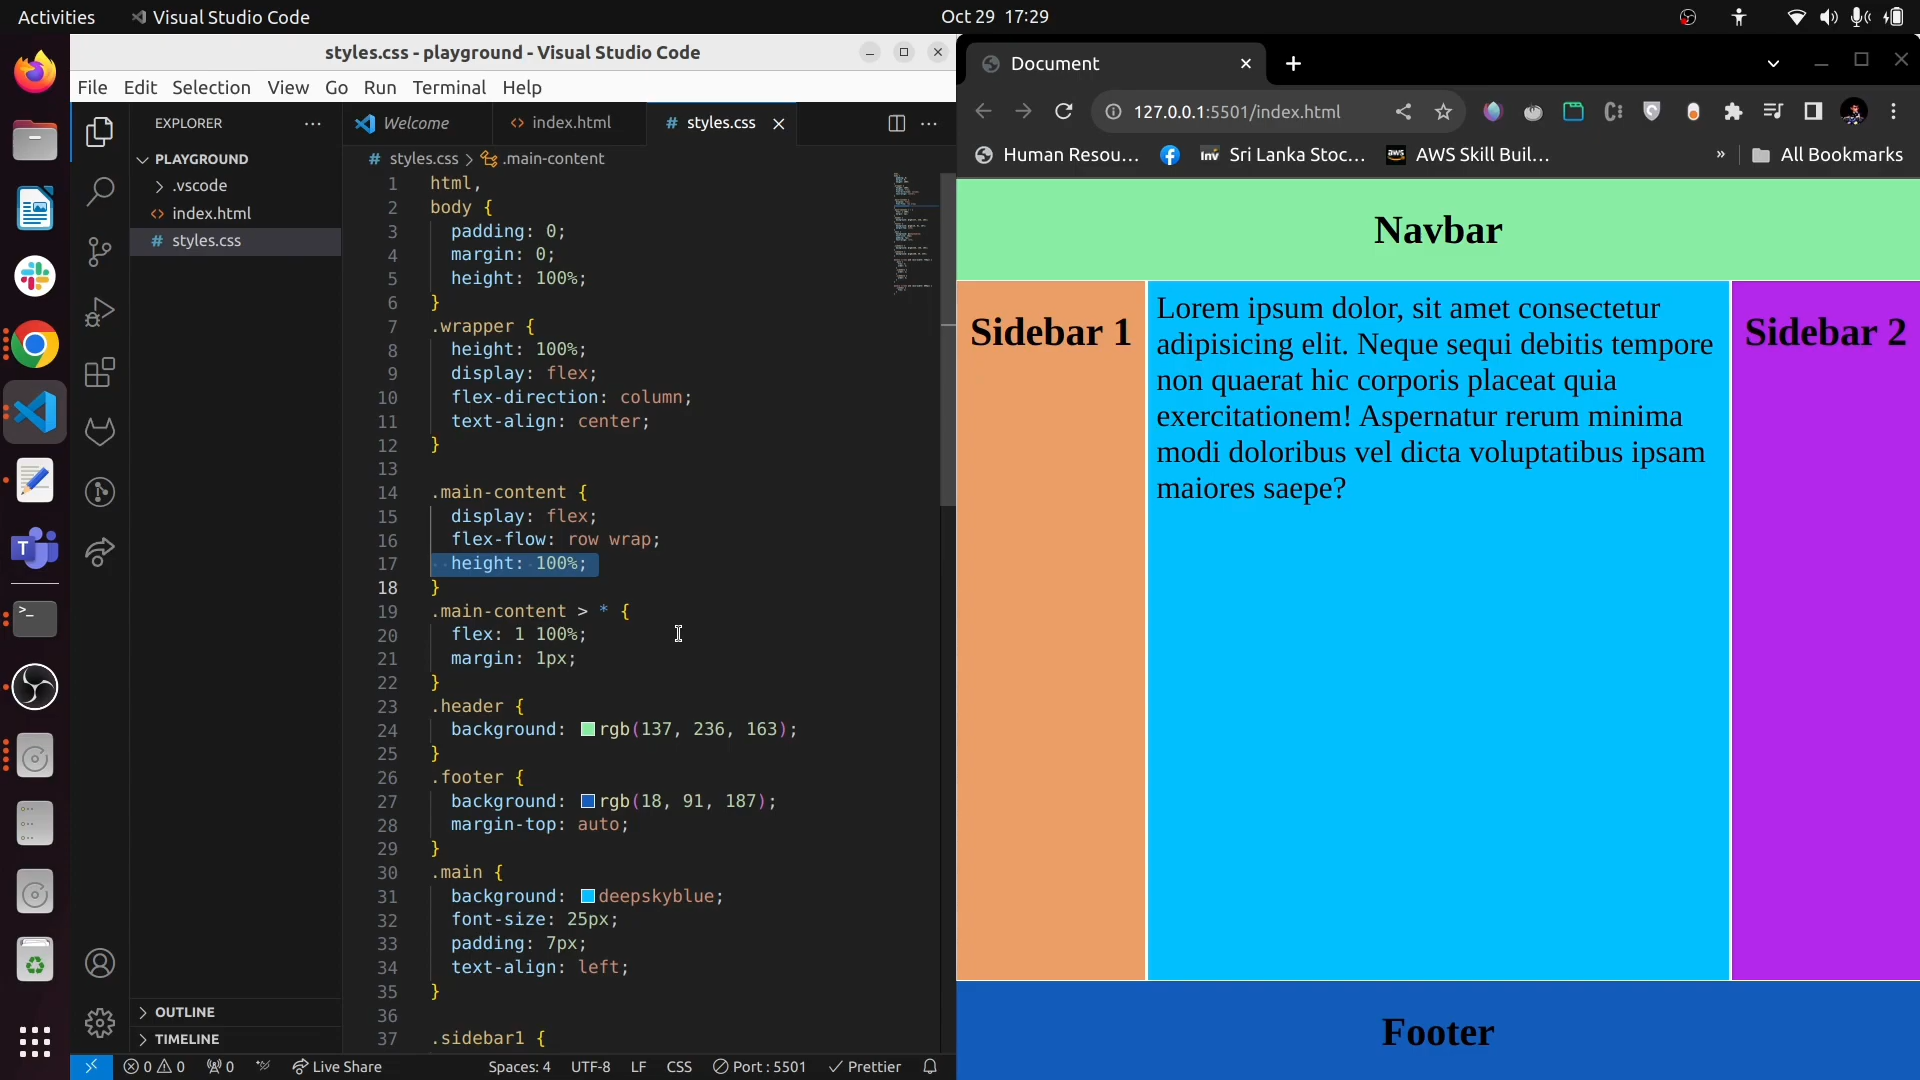 Activities
Visual Studio Code
Oct 29 17:29
styles.css - playground - Visual Studio Code
File Edit Selection View Go Run Terminal Help
EXPLORER
Welcome
index.html
styles.css
PLAYGROUND
.vscode
index.html
styles.css
styles.css > .main-content
1 html,
2 body {
3 padding: 0;
4 margin: 0;
5 height: 100%;
6 }
7 .wrapper {
8 height: 100%;
9 display: flex;
10 flex-direction: column;
11 text-align: center;
12 }
13
14 .main-content {
15 display: flex;
16 flex-flow: row wrap;
17 height: 100%;
18 }
19 .main-content > * {
20 flex: 1 100%;
21 margin: 1px;
22 }
23 .header {
24 background: rgb(137, 236, 163);
25 }
26 .footer {
27 background: rgb(18, 91, 187);
28 margin-top: auto;
29 }
30 .main {
31 background: deepskyblue;
32 font-size: 25px;
33 padding: 7px;
34 text-align: left;
35 }
36
37 .sidebar1 {
OUTLINE
TIMELINE
0 0
0
Live Share
Spaces: 4
UTF-8
LF
CSS
Port : 5501
Prettier
Document
127.0.0.1:5501/index.html
Human Resou...
Inv Sri Lanka Stoc...
aws AWS Skill Buil...
»
All Bookmarks
Navbar
Sidebar 1
Lorem ipsum dolor, sit amet consectetur
adipisicing elit. Neque sequi debitis tempore
non quaerat hic corporis placeat quia
exercitationem! Aspernatur rerum minima
modi doloribus vel dicta voluptatibus ipsam
maiores saepe?
Sidebar 2
Footer